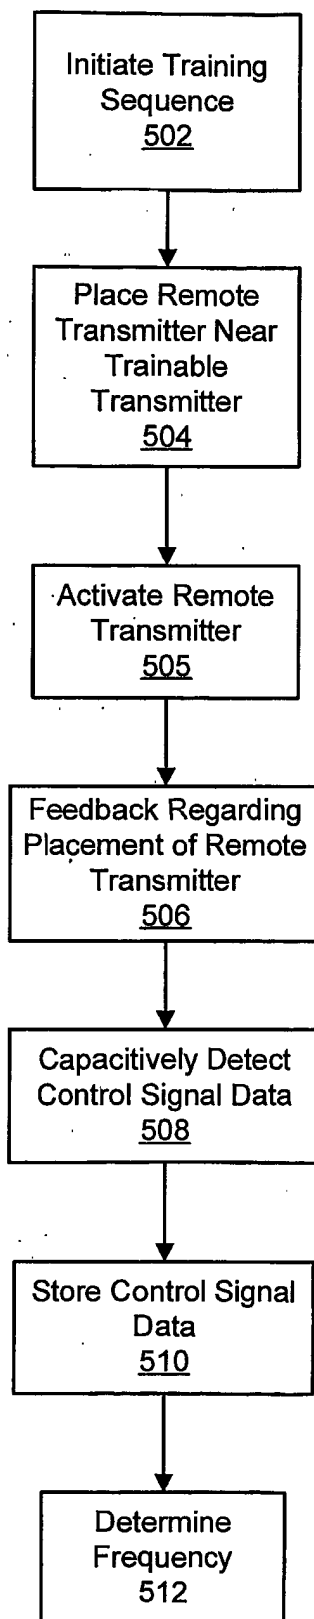 Initiate Training
Sequence
502
Place Remote
Transmitter Near
Trainable
Transmitter
504
Activate Remote
Transmitter
505
Feedback Regarding
Placement of Remote
Transmitter
506
Capacitively Detect
Control Signal Data
508
Store Control Signal
Data
510
Determine
Frequency
512